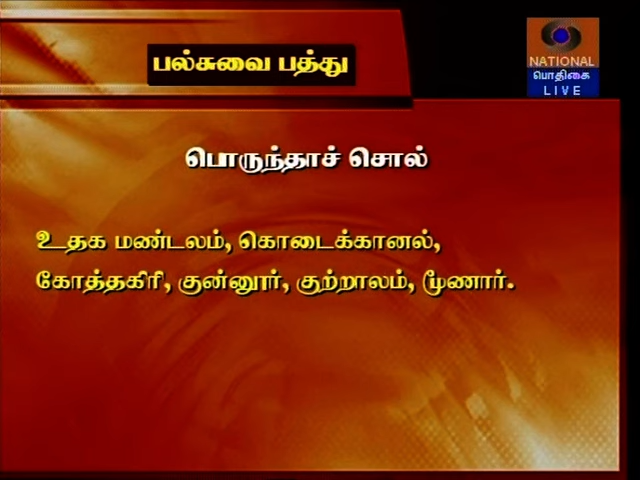 பல்சுவை பத்து
NATIONAL
பொதிகை
LIVE
பொருந்தாச் சொல்
உதக மண்டலம், கொடைக்கானல்,
கோத்தகிரி, குன்னூர், குற்றாலம், மூணார்.